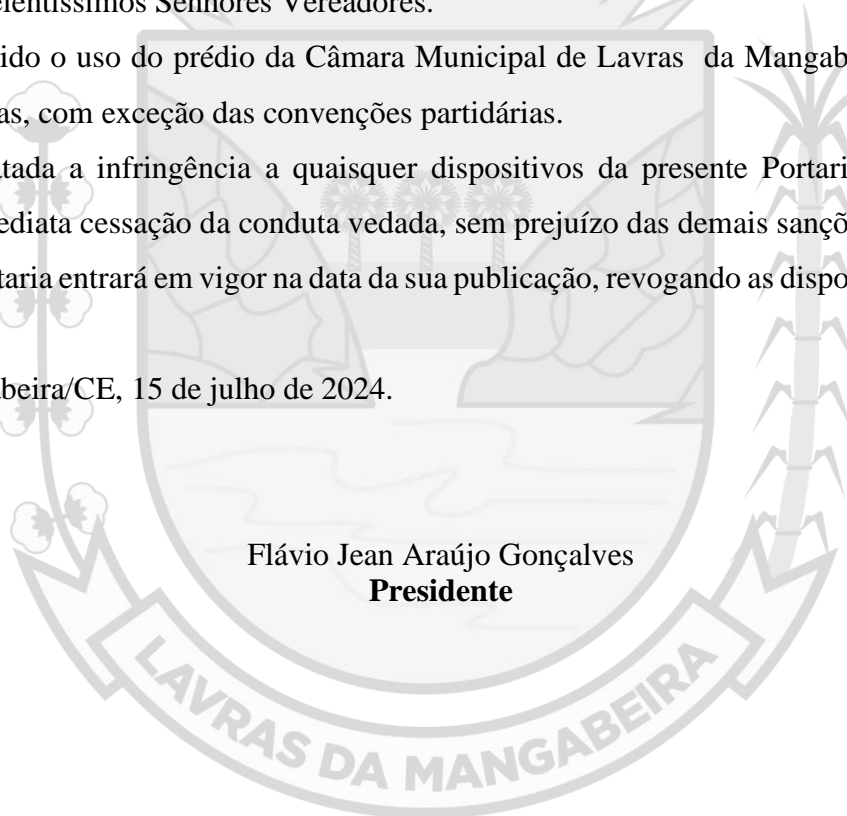 elentíssimos Senhores Vereadores.
ido o uso do prédio da Câmara Municipal de Lavras da Mangab
as, com exceção das convenções partidárias.
atada a infringência a quaisquer dispositivos da presente Portari
ediata cessação da conduta vedada, sem prejuízo das demais sançõ
taria entrará em vigor na data da sua publicação, revogando as dispo
abeira/CE, 15 de julho de 2024.
Flávio Jean Araújo Gonçalves
Presidente
LAVRAS DA MANGABEIRA